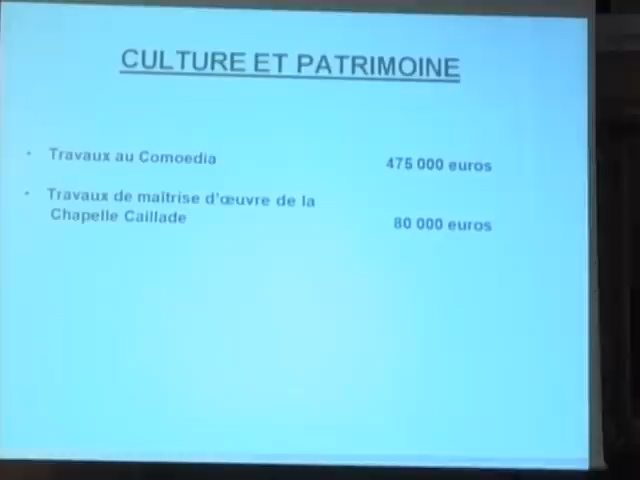 CULTURE ET PATRIMOINE
- Travaux au Comoedia 475 000 euros
- Travaux de maîtrise d'œuvre de la
Chapelle Caillade 80 000 euros